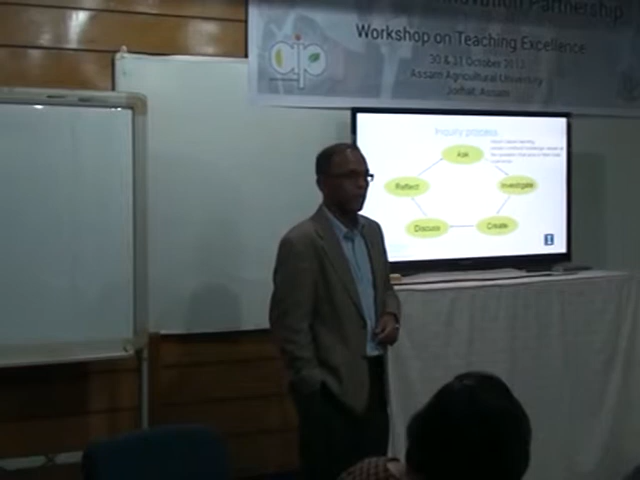 Innovation Partnership
Workshop on Teaching Excellence
30 & 31 October 2013
Assam Agricultural University
Jorhat, Assam
cip
Inquiry process
Ask
Reflect
Investigate
Discuss
Create
I